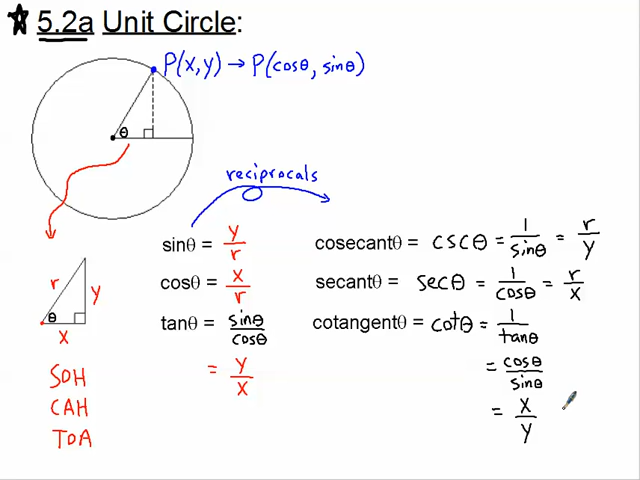 5.2a Unit Circle:
P(x,y) → P(cosθ, sinθ)
θ
reciprocals
sinθ = y/r
cosecantθ = cscθ = 1/sinθ = r/y
cosθ = x/r
secantθ = secθ = 1/cosθ = r/x
tanθ = sinθ/cosθ
cotangentθ = cotθ = 1/tanθ
= y/x
= cosθ/sinθ
= x/y
r
y
θ
x
SOH
CAH
TOA